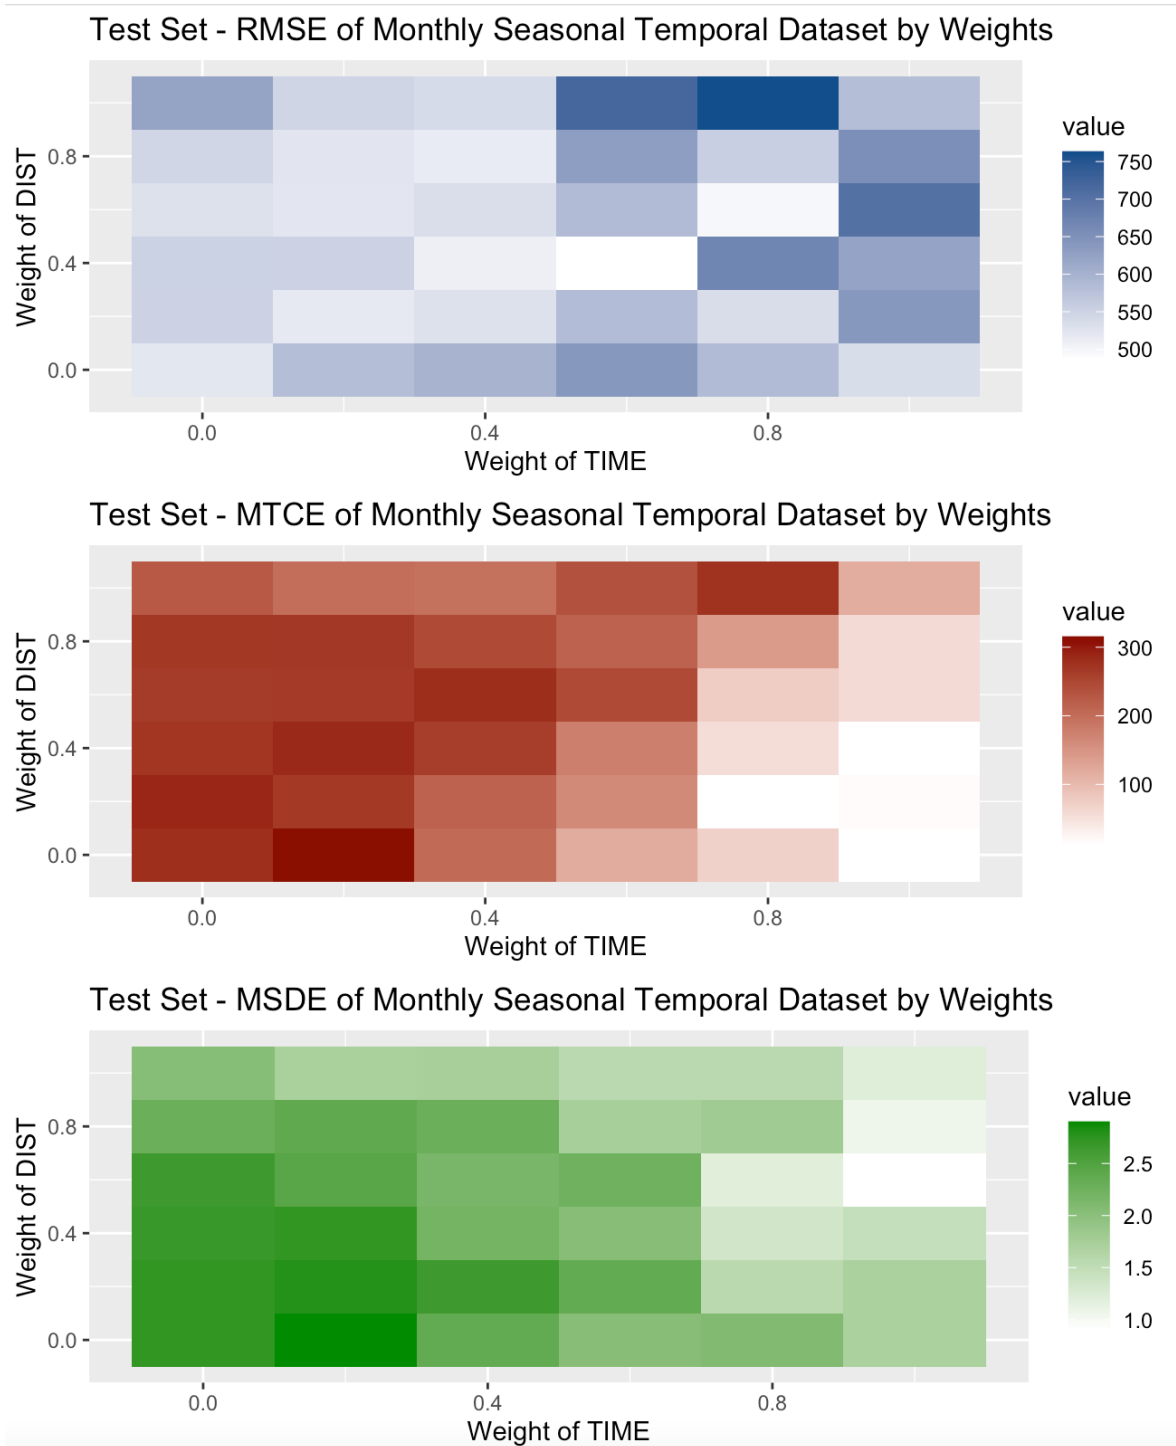 Test Set - RMSE of Monthly Seasonal Temporal Dataset by Weights
Weight of DIST
0.8
0.4
0.0
0.0 0.4 0.8
Weight of TIME
value
750
700
650
600
550
500
Test Set - MTCE of Monthly Seasonal Temporal Dataset by Weights
Weight of DIST
0.8
0.4
0.0
0.0 0.4 0.8
Weight of TIME
value
300
200
100
Test Set - MSDE of Monthly Seasonal Temporal Dataset by Weights
Weight of DIST
0.8
0.4
0.0
0.0 0.4 0.8
Weight of TIME
value
2.5
2.0
1.5
1.0